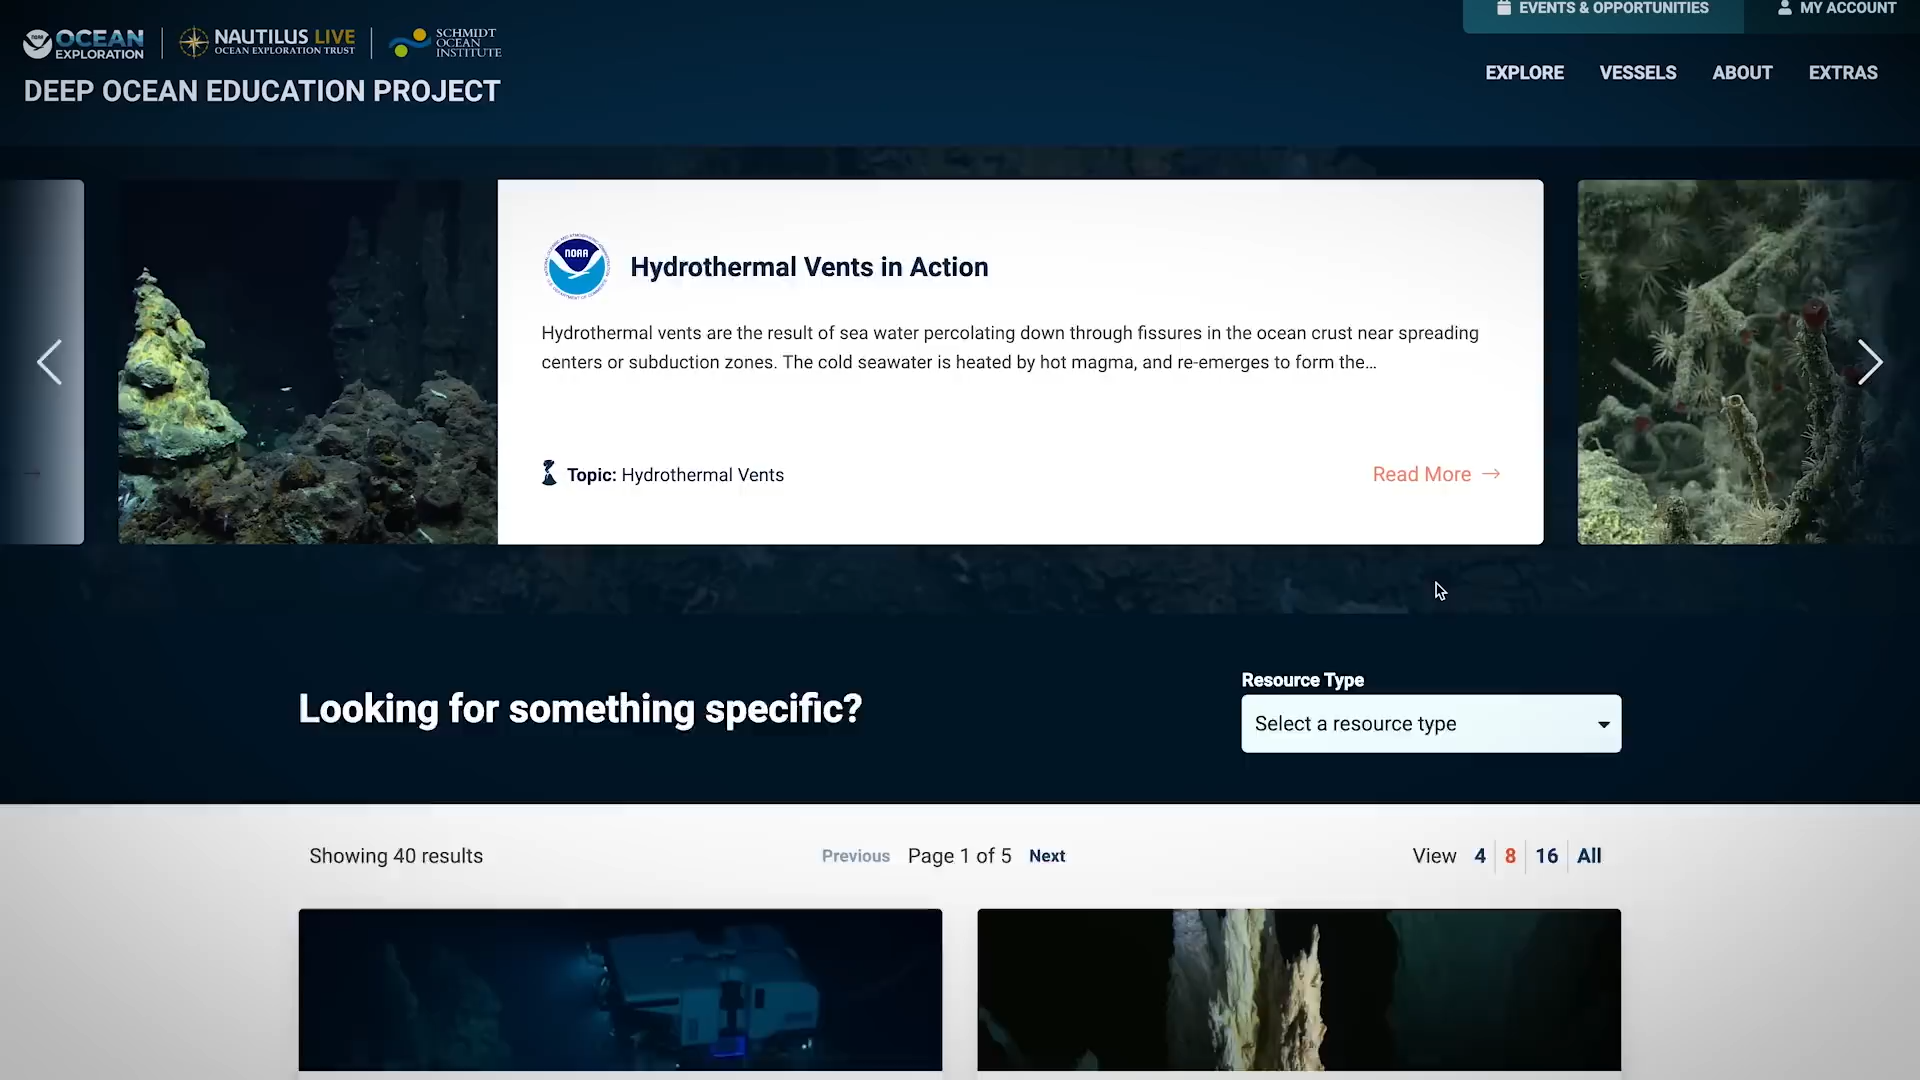 EVENTS & OPPORTUNITIES
MY ACCOUNT
NOAA
OCEAN
EXPLORATION
NAUTILUS LIVE
OCEAN EXPLORATION TRUST
SCHMIDT
OCEAN
INSTITUTE
DEEP OCEAN EDUCATION PROJECT
EXPLORE
VESSELS
ABOUT
EXTRAS
NOAA
Hydrothermal Vents in Action
Hydrothermal vents are the result of sea water percolating down through fissures in the ocean crust near spreading
centers or subduction zones. The cold seawater is heated by hot magma, and re-emerges to form the...
Topic: Hydrothermal Vents
Read More →
Looking for something specific?
Resource Type
Select a resource type
Showing 40 results
Previous Page 1 of 5 Next
View 4 8 16 All